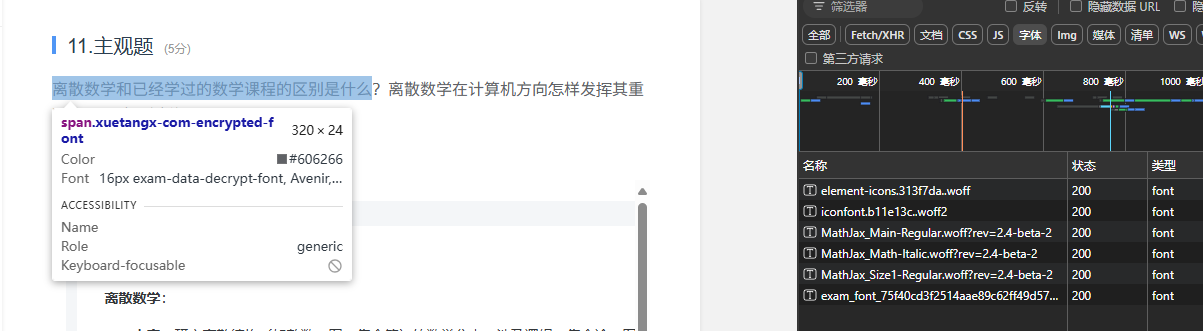 11.主观题 (5分)
离散数学和已经学过的数学课程的区别是什么？离散数学在计算机方向怎样发挥其重
span.xuetangx-com-encrypted-f
ont 320 × 24
Color #606266
Font 16px exam-data-decrypt-font, Avenir,...
ACCESSIBILITY
Name
Role generic
Keyboard-focusable
离散数学：
筛选器 反转 隐藏数据 URL 隐
全部 Fetch/XHR 文档 CSS JS 字体 Img 媒体 清单 WS
第三方请求
200 毫秒 400 毫秒 600 毫秒 800 毫秒 1000 毫秒
名称 状态 类型
element-icons.313f7da..woff 200 font
iconfont.b11e13c..woff2 200 font
MathJax_Main-Regular.woff?rev=2.4-beta-2 200 font
MathJax_Math-Italic.woff?rev=2.4-beta-2 200 font
MathJax_Size1-Regular.woff?rev=2.4-beta-2 200 font
exam_font_75f40cd3f2514aae89c62ff49d57... 200 font